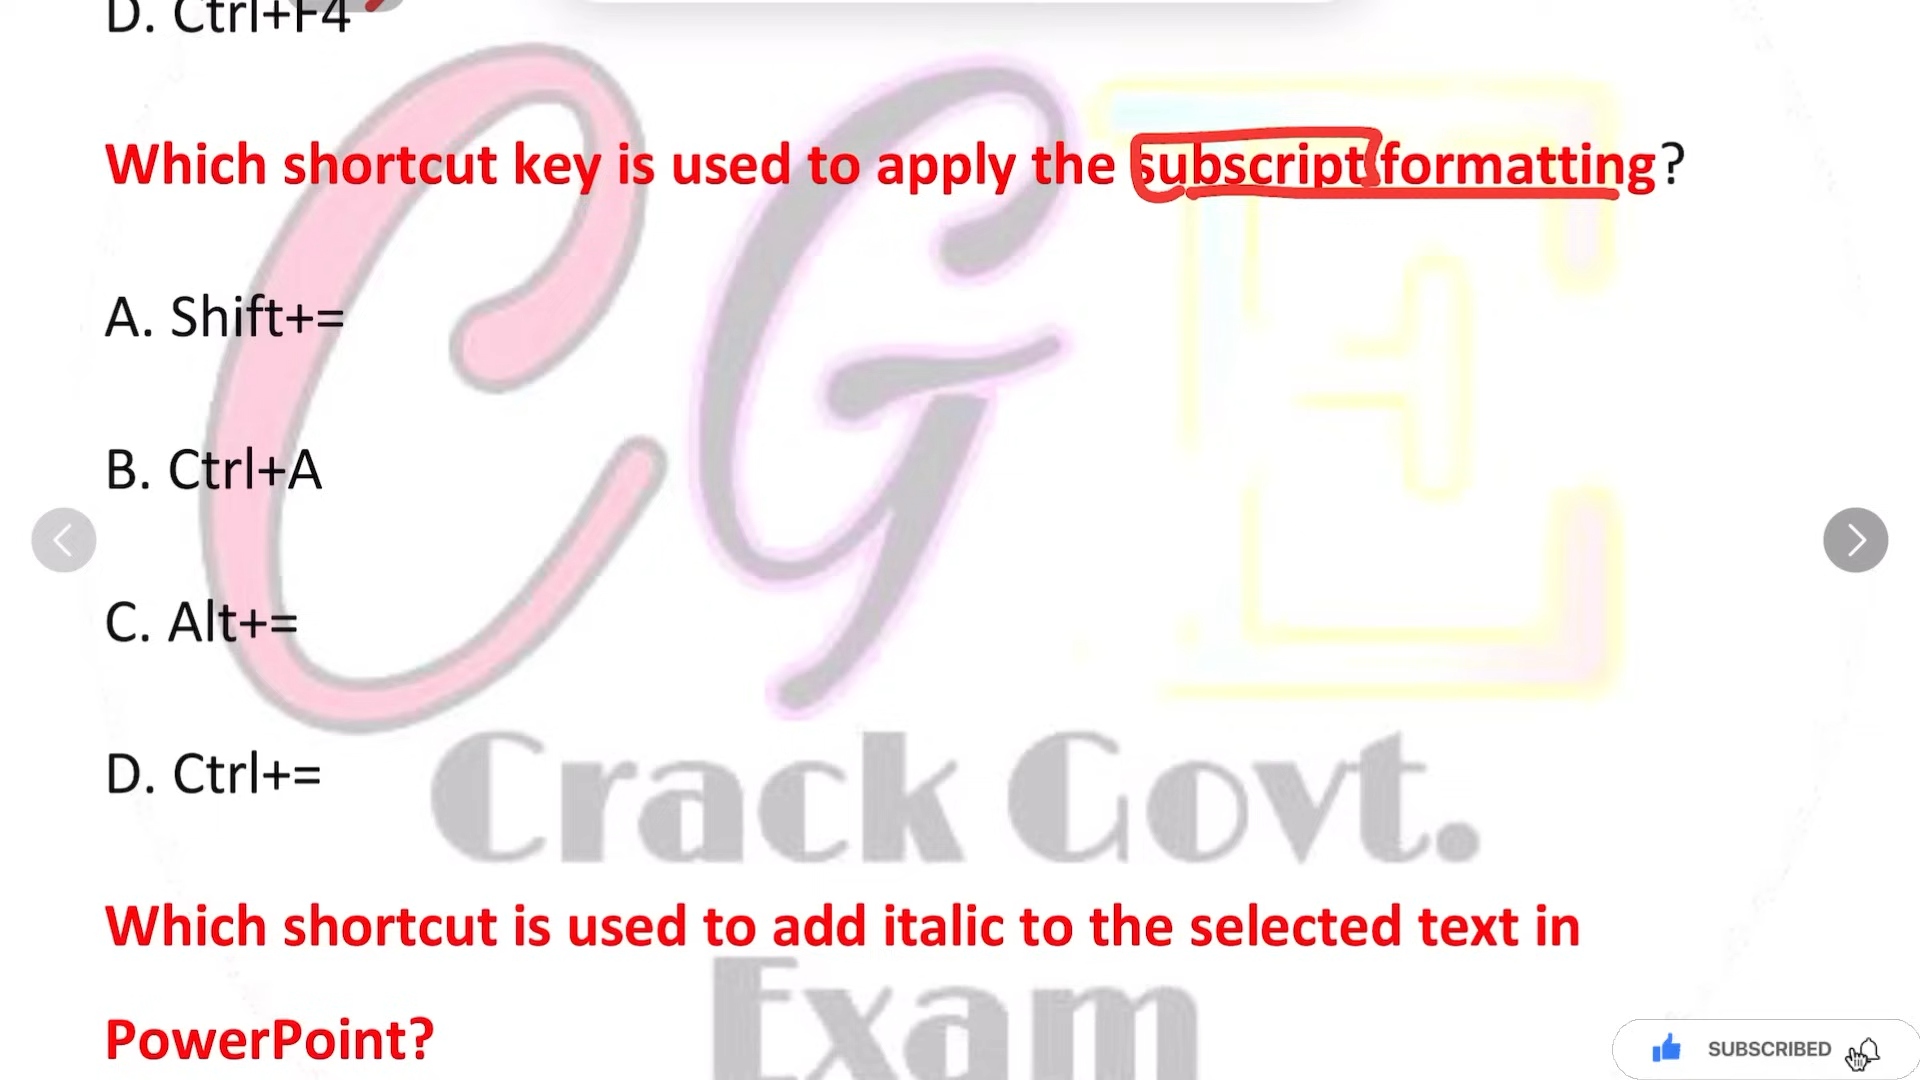 D. Ctrl+F4
Which shortcut key is used to apply the subscript formatting?
A. Shift+=
B. Ctrl+A
C. Alt+=
D. Ctrl+=
Which shortcut is used to add italic to the selected text in
PowerPoint?
CGE
Crack Govt.
Exam
SUBSCRIBED